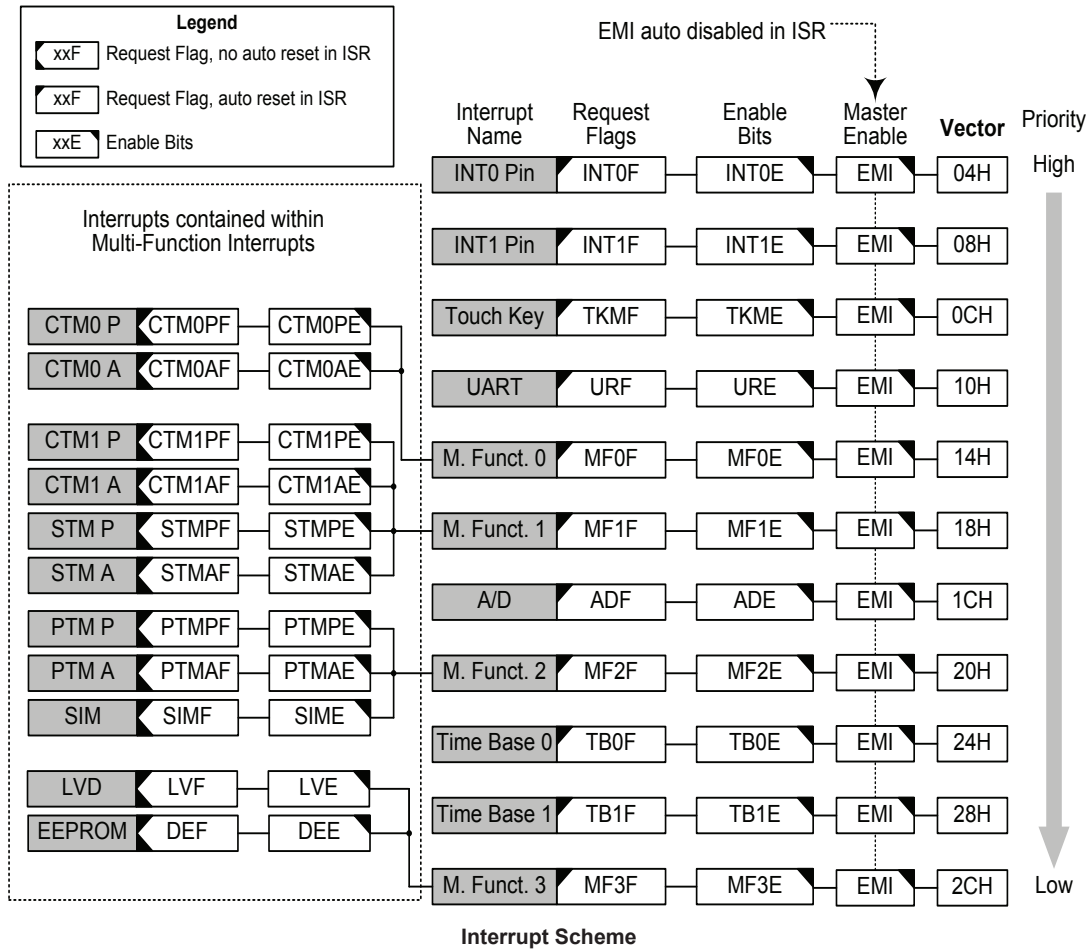 Legend
xxF Request Flag, no auto reset in ISR
xxF Request Flag, auto reset in ISR
xxE Enable Bits
EMI auto disabled in ISR
Interrupt Name Request Flags Enable Bits Master Enable Vector Priority
INT0 Pin INT0F INT0E EMI 04H High
INT1 Pin INT1F INT1E EMI 08H
Touch Key TKMF TKME EMI 0CH
UART URF URE EMI 10H
M. Funct. 0 MF0F MF0E EMI 14H
M. Funct. 1 MF1F MF1E EMI 18H
A/D ADF ADE EMI 1CH
M. Funct. 2 MF2F MF2E EMI 20H
Time Base 0 TB0F TB0E EMI 24H
Time Base 1 TB1F TB1E EMI 28H
M. Funct. 3 MF3F MF3E EMI 2CH Low
Interrupts contained within
Multi-Function Interrupts
CTM0 P CTM0PF CTM0PE
CTM0 A CTM0AF CTM0AE
CTM1 P CTM1PF CTM1PE
CTM1 A CTM1AF CTM1AE
STM P STMPF STMPE
STM A STMAF STMAE
PTM P PTMPF PTMPE
PTM A PTMAF PTMAE
SIM SIMF SIME
LVD LVF LVE
EEPROM DEF DEE
Interrupt Scheme